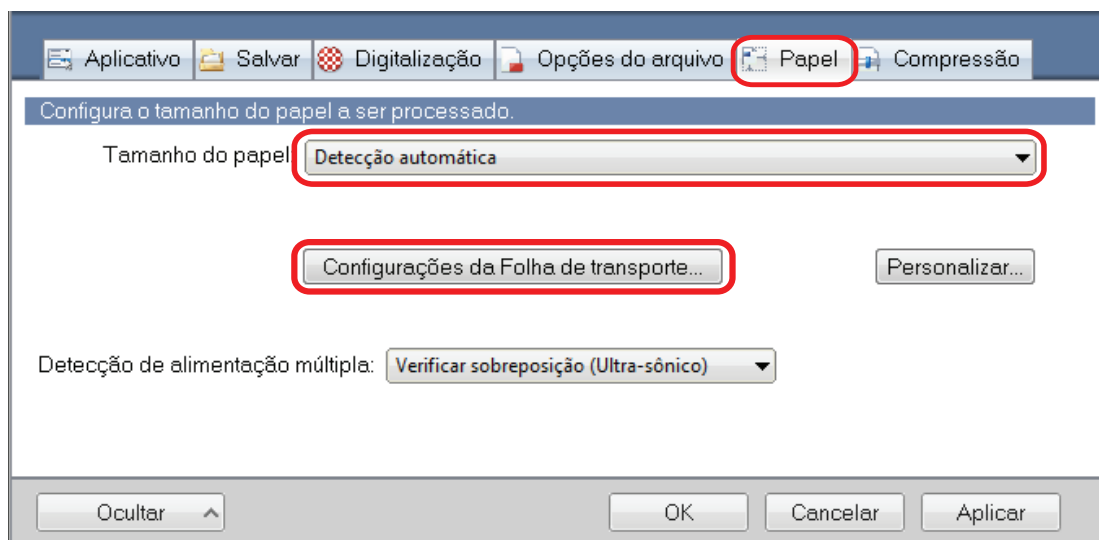 Aplicativo Salvar Digitalização Opções do arquivo Papel Compressão
Configura o tamanho do papel a ser processado.
Tamanho do papel: Detecção automática
Configurações da Folha de transporte... Personalizar...
Detecção de alimentação múltipla: Verificar sobreposição (Ultra-sônico)
Ocultar OK Cancelar Aplicar